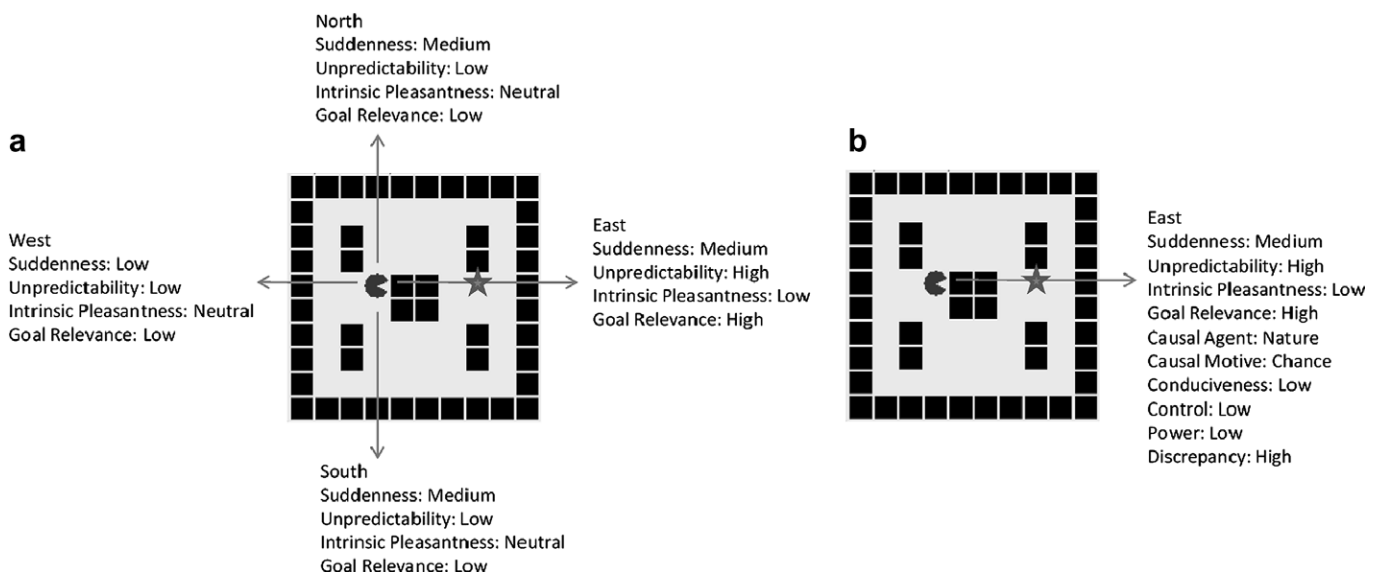 North
Suddenness: Medium
Unpredictability: Low
Intrinsic Pleasantness: Neutral
Goal Relevance: Low
a
West
Suddenness: Low
Unpredictability: Low
Intrinsic Pleasantness: Neutral
Goal Relevance: Low
East
Suddenness: Medium
Unpredictability: High
Intrinsic Pleasantness: Low
Goal Relevance: High
South
Suddenness: Medium
Unpredictability: Low
Intrinsic Pleasantness: Neutral
Goal Relevance: Low
b
East
Suddenness: Medium
Unpredictability: High
Intrinsic Pleasantness: Low
Goal Relevance: High
Causal Agent: Nature
Causal Motive: Chance
Conduciveness: Low
Control: Low
Power: Low
Discrepancy: High